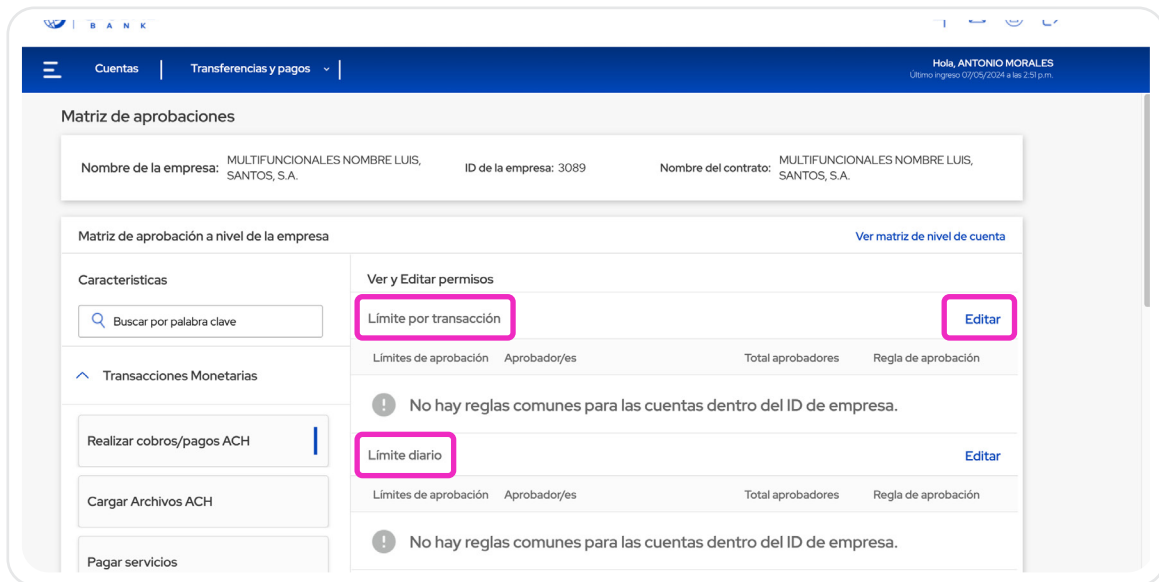 BANK
Cuentas
Transferencias y pagos
Hola, ANTONIO MORALES
Último ingreso 07/05/2024 a las 2:51 p.m.
Matriz de aprobaciones
Nombre de la empresa:
MULTIFUNCIONALES NOMBRE LUIS,
SANTOS, S.A.
ID de la empresa: 3089
Nombre del contrato:
MULTIFUNCIONALES NOMBRE LUIS,
SANTOS, S.A.
Matriz de aprobación a nivel de la empresa
Ver matriz de nivel de cuenta
Caracteristicas
Ver y Editar permisos
Buscar por palabra clave
Límite por transacción
Editar
Límites de aprobación
Aprobador/es
Total aprobadores
Regla de aprobación
Transacciones Monetarias
No hay reglas comunes para las cuentas dentro del ID de empresa.
Realizar cobros/pagos ACH
Límite diario
Editar
Límites de aprobación
Aprobador/es
Total aprobadores
Regla de aprobación
Cargar Archivos ACH
No hay reglas comunes para las cuentas dentro del ID de empresa.
Pagar servicios